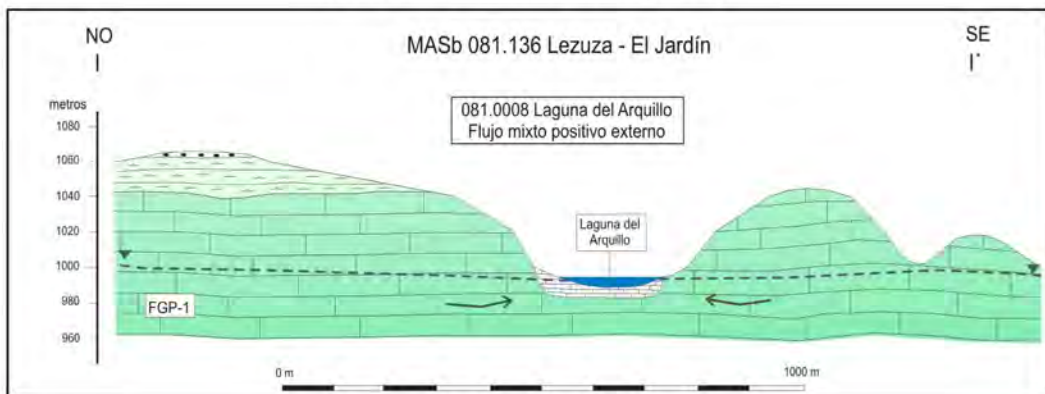 NO
I
MASb 081.136 Lezuza - El Jardín
SE
I'
metros
1080
1060
1040
1020
1000
980
960
081.0008 Laguna del Arquillo
Flujo mixto positivo externo
Laguna del
Arquillo
FGP-1
0 m
1000 m